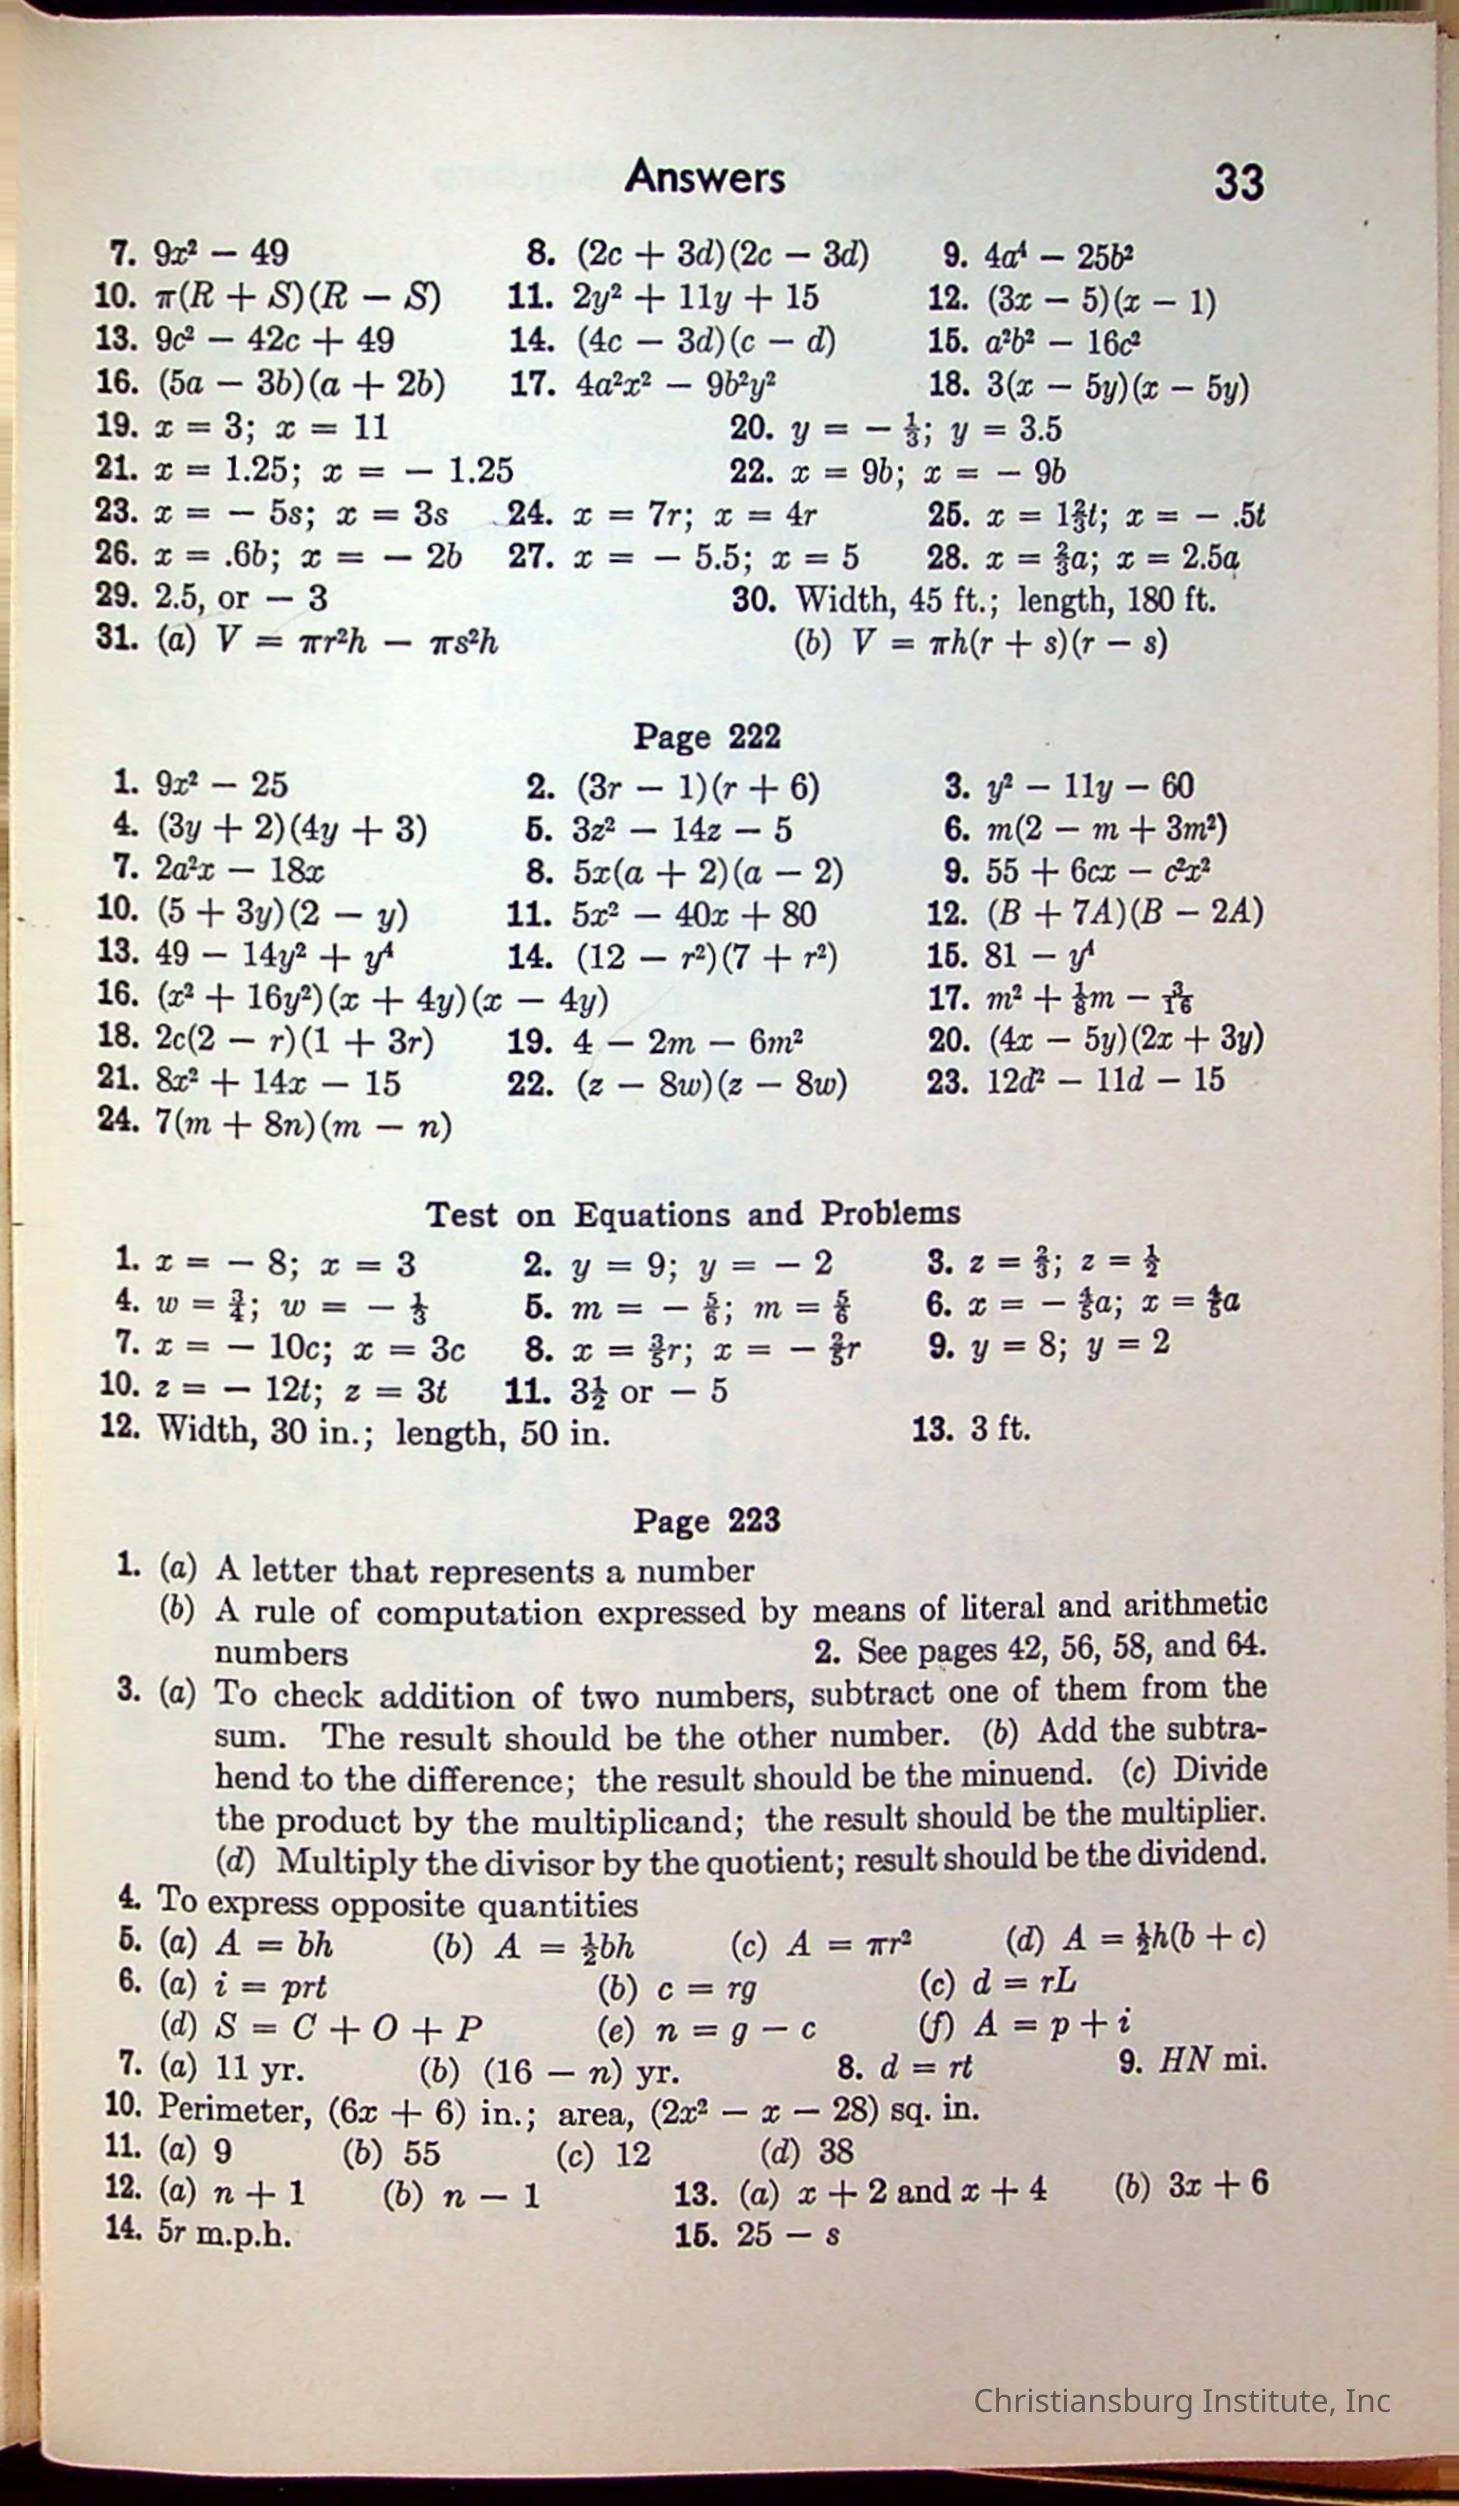 Answers 33
7. 9x² − 49 8. (2c + 3d)(2c − 3d) 9. 4a⁴ − 25b²
10. π(R + S)(R − S) 11. 2y² + 11y + 15 12. (3x − 5)(x − 1)
13. 9c² − 42c + 49 14. (4c − 3d)(c − d) 15. a²b² − 16c²
16. (5a − 3b)(a + 2b) 17. 4a²x² − 9b²y² 18. 3(x − 5y)(x − 5y)
19. x = 3; x = 11 20. y = − ⅓; y = 3.5
21. x = 1.25; x = − 1.25 22. x = 9b; x = − 9b
23. x = − 5s; x = 3s 24. x = 7r; x = 4r 25. x = 1⅔t; x = − .5t
26. x = .6b; x = − 2b 27. x = − 5.5; x = 5 28. x = ⅔a; x = 2.5a
29. 2.5, or − 3 30. Width, 45 ft.; length, 180 ft.
31. (a) V = πr²h − πs²h (b) V = πh(r + s)(r − s)
Page 222
1. 9x² − 25 2. (3r − 1)(r + 6) 3. y² − 11y − 60
4. (3y + 2)(4y + 3) 5. 3z² − 14z − 5 6. m(2 − m + 3m²)
7. 2a²x − 18x 8. 5x(a + 2)(a − 2) 9. 55 + 6cx − c²x²
10. (5 + 3y)(2 − y) 11. 5x² − 40x + 80 12. (B + 7A)(B − 2A)
13. 49 − 14y² + y⁴ 14. (12 − r²)(7 + r²) 15. 81 − y⁴
16. (x² + 16y²)(x + 4y)(x − 4y) 17. m² + ⅛m − 3/16
18. 2c(2 − r)(1 + 3r) 19. 4 − 2m − 6m² 20. (4x − 5y)(2x + 3y)
21. 8x² + 14x − 15 22. (z − 8w)(z − 8w) 23. 12d² − 11d − 15
24. 7(m + 8n)(m − n)
Test on Equations and Problems
1. x = − 8; x = 3 2. y = 9; y = − 2 3. z = ⅔; z = ½
4. w = ¾; w = − ⅓ 5. m = − ⅚; m = ⅚ 6. x = − ⅘a; x = ⅘a
7. x = − 10c; x = 3c 8. x = ⅗r; x = − ⅔r 9. y = 8; y = 2
10. z = − 12t; z = 3t 11. 3½ or − 5
12. Width, 30 in.; length, 50 in. 13. 3 ft.
Page 223
1. (a) A letter that represents a number
(b) A rule of computation expressed by means of literal and arithmetic
numbers 2. See pages 42, 56, 58, and 64.
3. (a) To check addition of two numbers, subtract one of them from the
sum. The result should be the other number. (b) Add the subtra-
hend to the difference; the result should be the minuend. (c) Divide
the product by the multiplicand; the result should be the multiplier.
(d) Multiply the divisor by the quotient; result should be the dividend.
4. To express opposite quantities
5. (a) A = bh (b) A = ½bh (c) A = πr² (d) A = ½h(b + c)
6. (a) i = prt (b) c = rg (c) d = rL
(d) S = C + O + P (e) n = g − c (f) A = p + i
7. (a) 11 yr. (b) (16 − n) yr. 8. d = rt 9. HN mi.
10. Perimeter, (6x + 6) in.; area, (2x² − x − 28) sq. in.
11. (a) 9 (b) 55 (c) 12 (d) 38
12. (a) n + 1 (b) n − 1 13. (a) x + 2 and x + 4 (b) 3x + 6
14. 5r m.p.h. 15. 25 − s
Christiansburg Institute, Inc